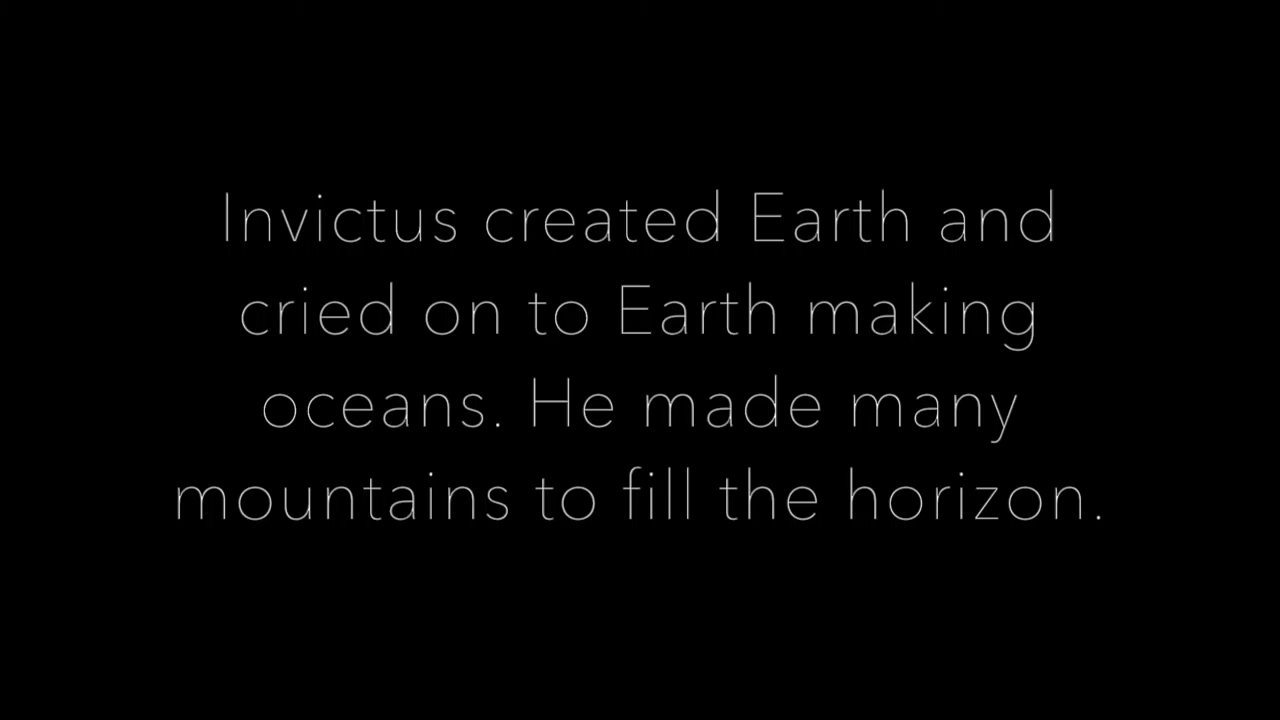 Invictus created Earth and
cried on to Earth making
oceans. He made many
mountains to fill the horizon.